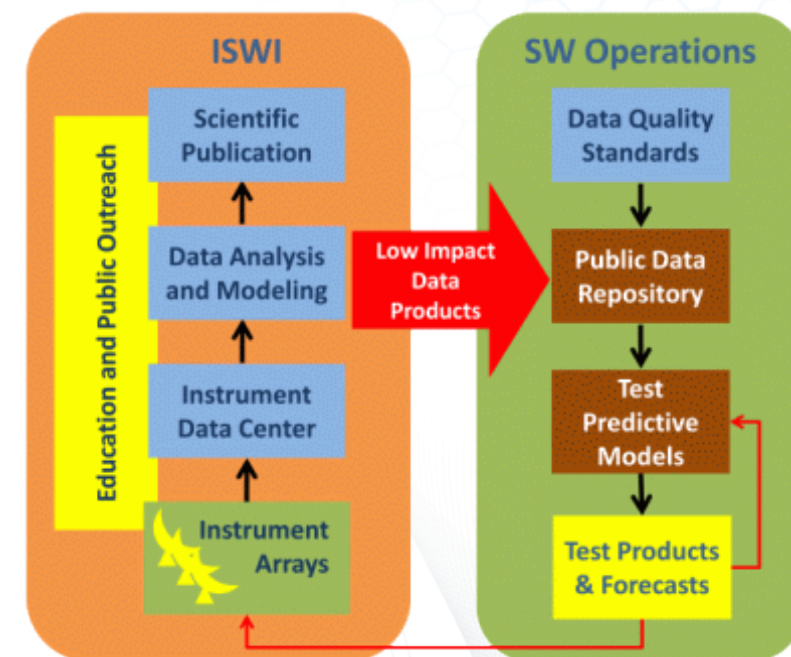 ISWI
Scientific
Publication
Education and Public Outreach
Data Analysis
and Modeling
Instrument
Data Center
Instrument
Arrays
Low Impact
Data
Products
SW Operations
Data Quality
Standards
Public Data
Repository
Test
Predictive
Models
Test Products
& Forecasts